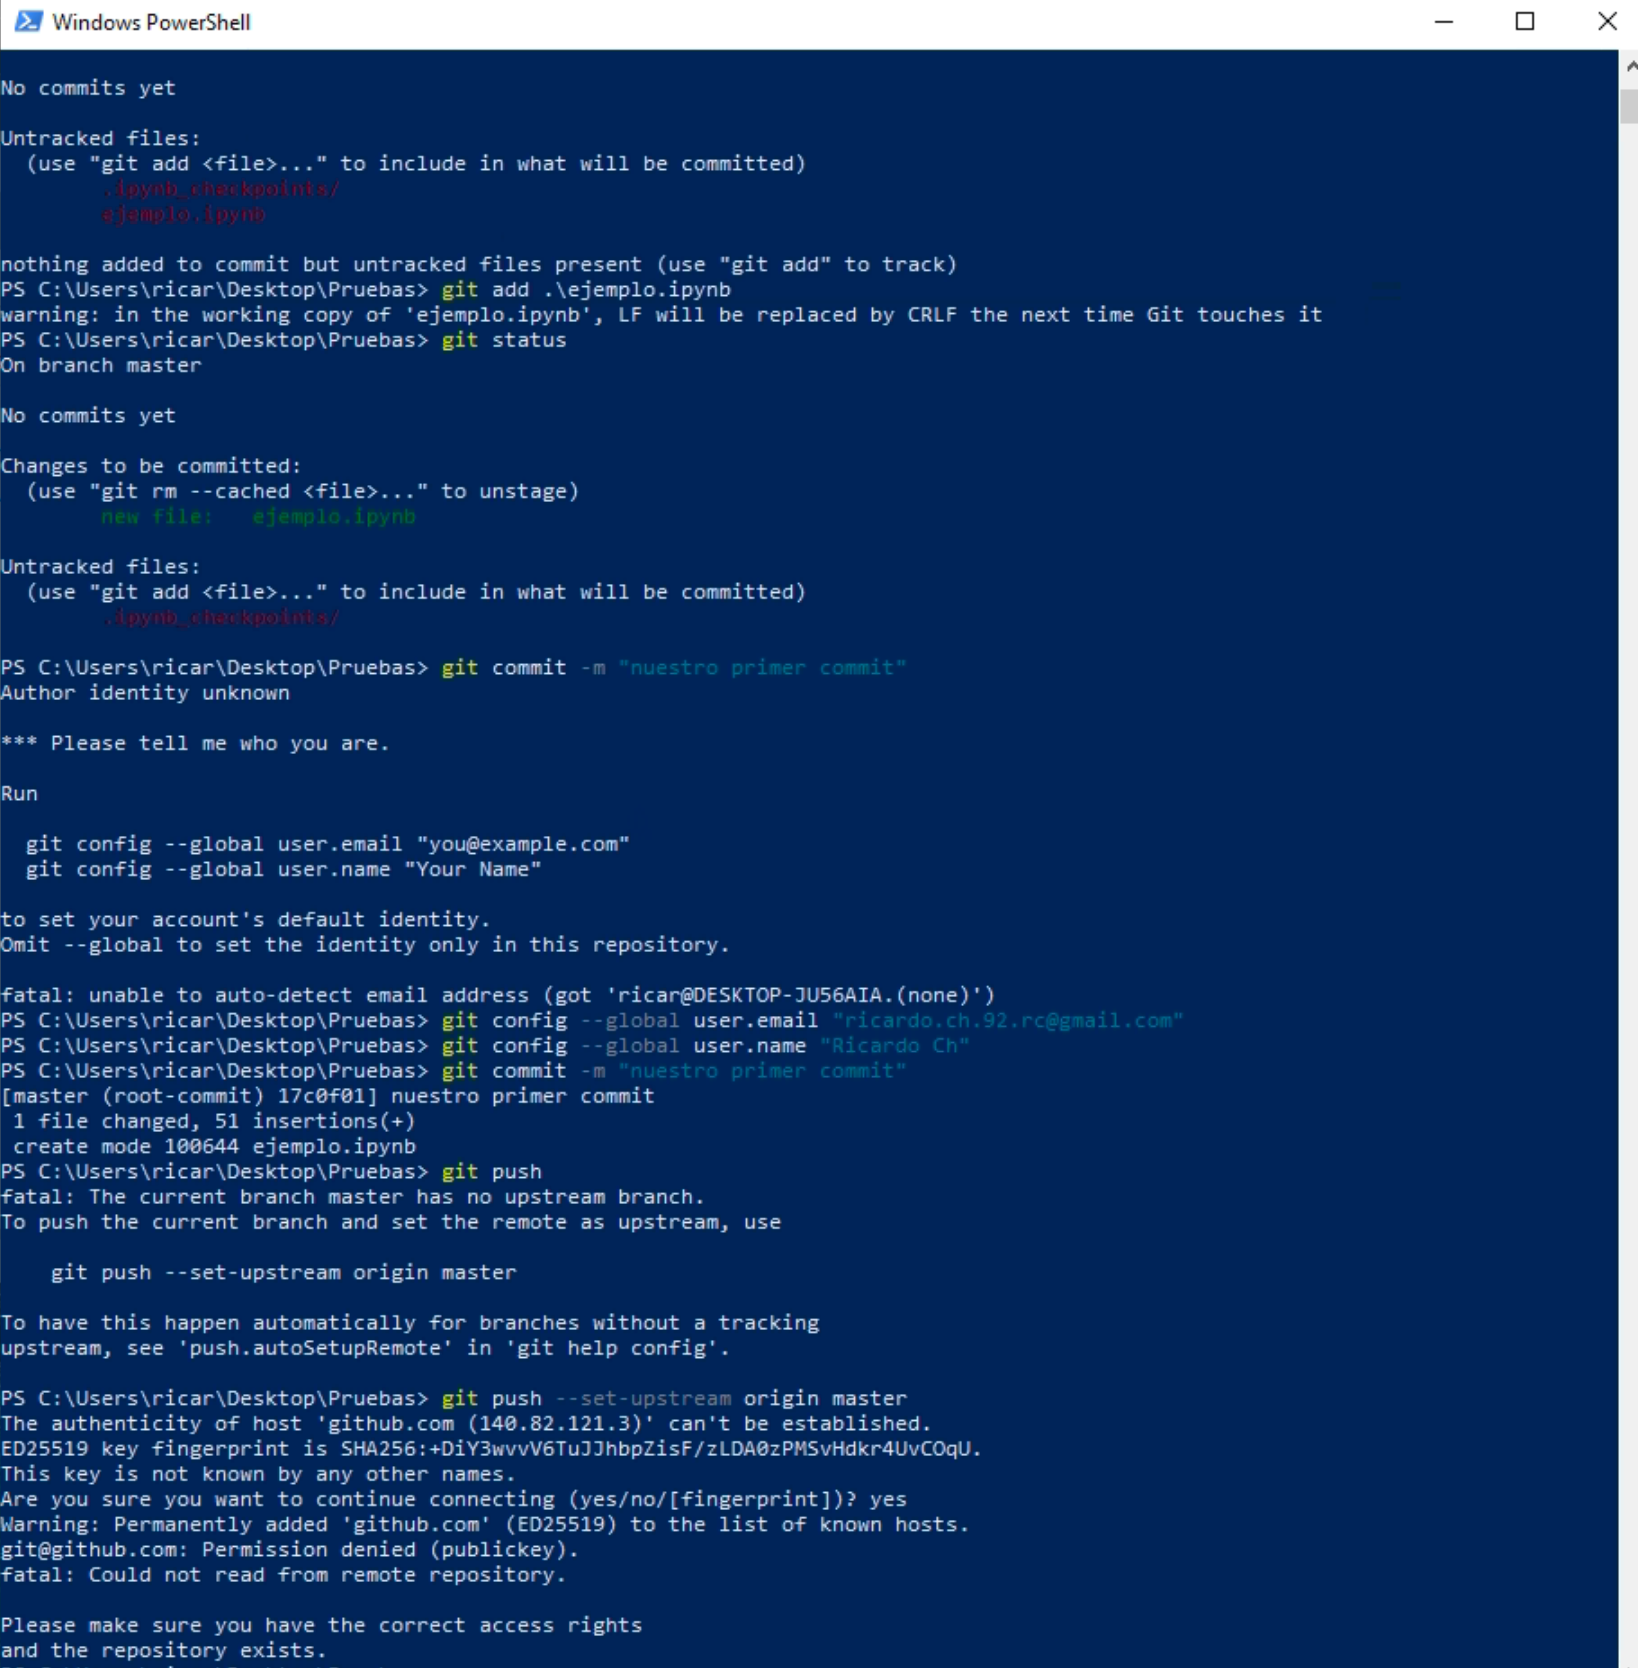 Windows PowerShell
No commits yet
Untracked files:
(use "git add <file>..." to include in what will be committed)
.ipynb_checkpoints/
ejemplo.ipynb
nothing added to commit but untracked files present (use "git add" to track)
PS C:\Users\ricar\Desktop\Pruebas> git add .\ejemplo.ipynb
warning: in the working copy of 'ejemplo.ipynb', LF will be replaced by CRLF the next time Git touches it
PS C:\Users\ricar\Desktop\Pruebas> git status
On branch master
No commits yet
Changes to be committed:
(use "git rm --cached <file>..." to unstage)
new file:   ejemplo.ipynb
Untracked files:
(use "git add <file>..." to include in what will be committed)
.ipynb_checkpoints/
PS C:\Users\ricar\Desktop\Pruebas> git commit -m "nuestro primer commit"
Author identity unknown
*** Please tell me who you are.
Run
git config --global user.email "you@example.com"
git config --global user.name "Your Name"
to set your account's default identity.
Omit --global to set the identity only in this repository.
fatal: unable to auto-detect email address (got 'ricar@DESKTOP-JU56AIA.(none)')
PS C:\Users\ricar\Desktop\Pruebas> git config --global user.email "ricardo.ch.92.rc@gmail.com"
PS C:\Users\ricar\Desktop\Pruebas> git config --global user.name "Ricardo Ch"
PS C:\Users\ricar\Desktop\Pruebas> git commit -m "nuestro primer commit"
[master (root-commit) 17c0f01] nuestro primer commit
1 file changed, 51 insertions(+)
create mode 100644 ejemplo.ipynb
PS C:\Users\ricar\Desktop\Pruebas> git push
fatal: The current branch master has no upstream branch.
To push the current branch and set the remote as upstream, use
git push --set-upstream origin master
To have this happen automatically for branches without a tracking
upstream, see 'push.autoSetupRemote' in 'git help config'.
PS C:\Users\ricar\Desktop\Pruebas> git push --set-upstream origin master
The authenticity of host 'github.com (140.82.121.3)' can't be established.
ED25519 key fingerprint is SHA256:+DiY3wvvV6TuJJhbpZisF/zLDA0zPMSvHdkr4UvCOqU.
This key is not known by any other names.
Are you sure you want to continue connecting (yes/no/[fingerprint])? yes
Warning: Permanently added 'github.com' (ED25519) to the list of known hosts.
git@github.com: Permission denied (publickey).
fatal: Could not read from remote repository.
Please make sure you have the correct access rights
and the repository exists.